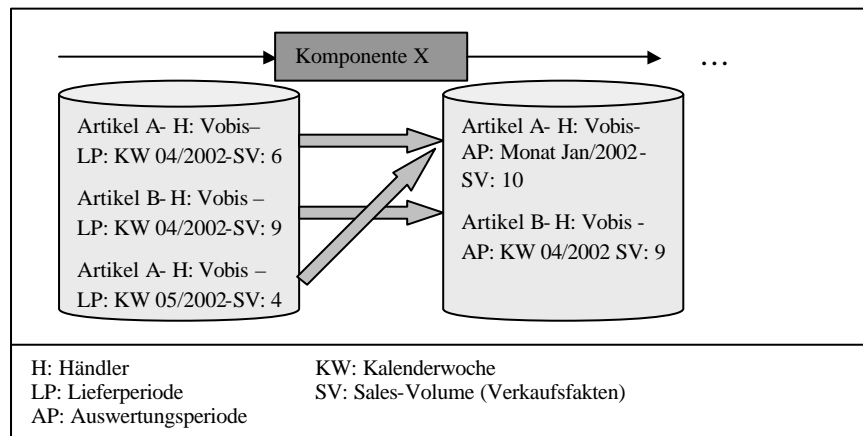 Komponente X
...
Artikel A- H: Vobis–
LP: KW 04/2002-SV: 6
Artikel B- H: Vobis –
LP: KW 04/2002-SV: 9
Artikel A- H: Vobis –
LP: KW 05/2002-SV: 4
Artikel A- H: Vobis-
AP: Monat Jan/2002-
SV: 10
Artikel B- H: Vobis -
AP: KW 04/2002 SV: 9
H: Händler
LP: Lieferperiode
AP: Auswertungsperiode
KW: Kalenderwoche
SV: Sales-Volume (Verkaufsfakten)